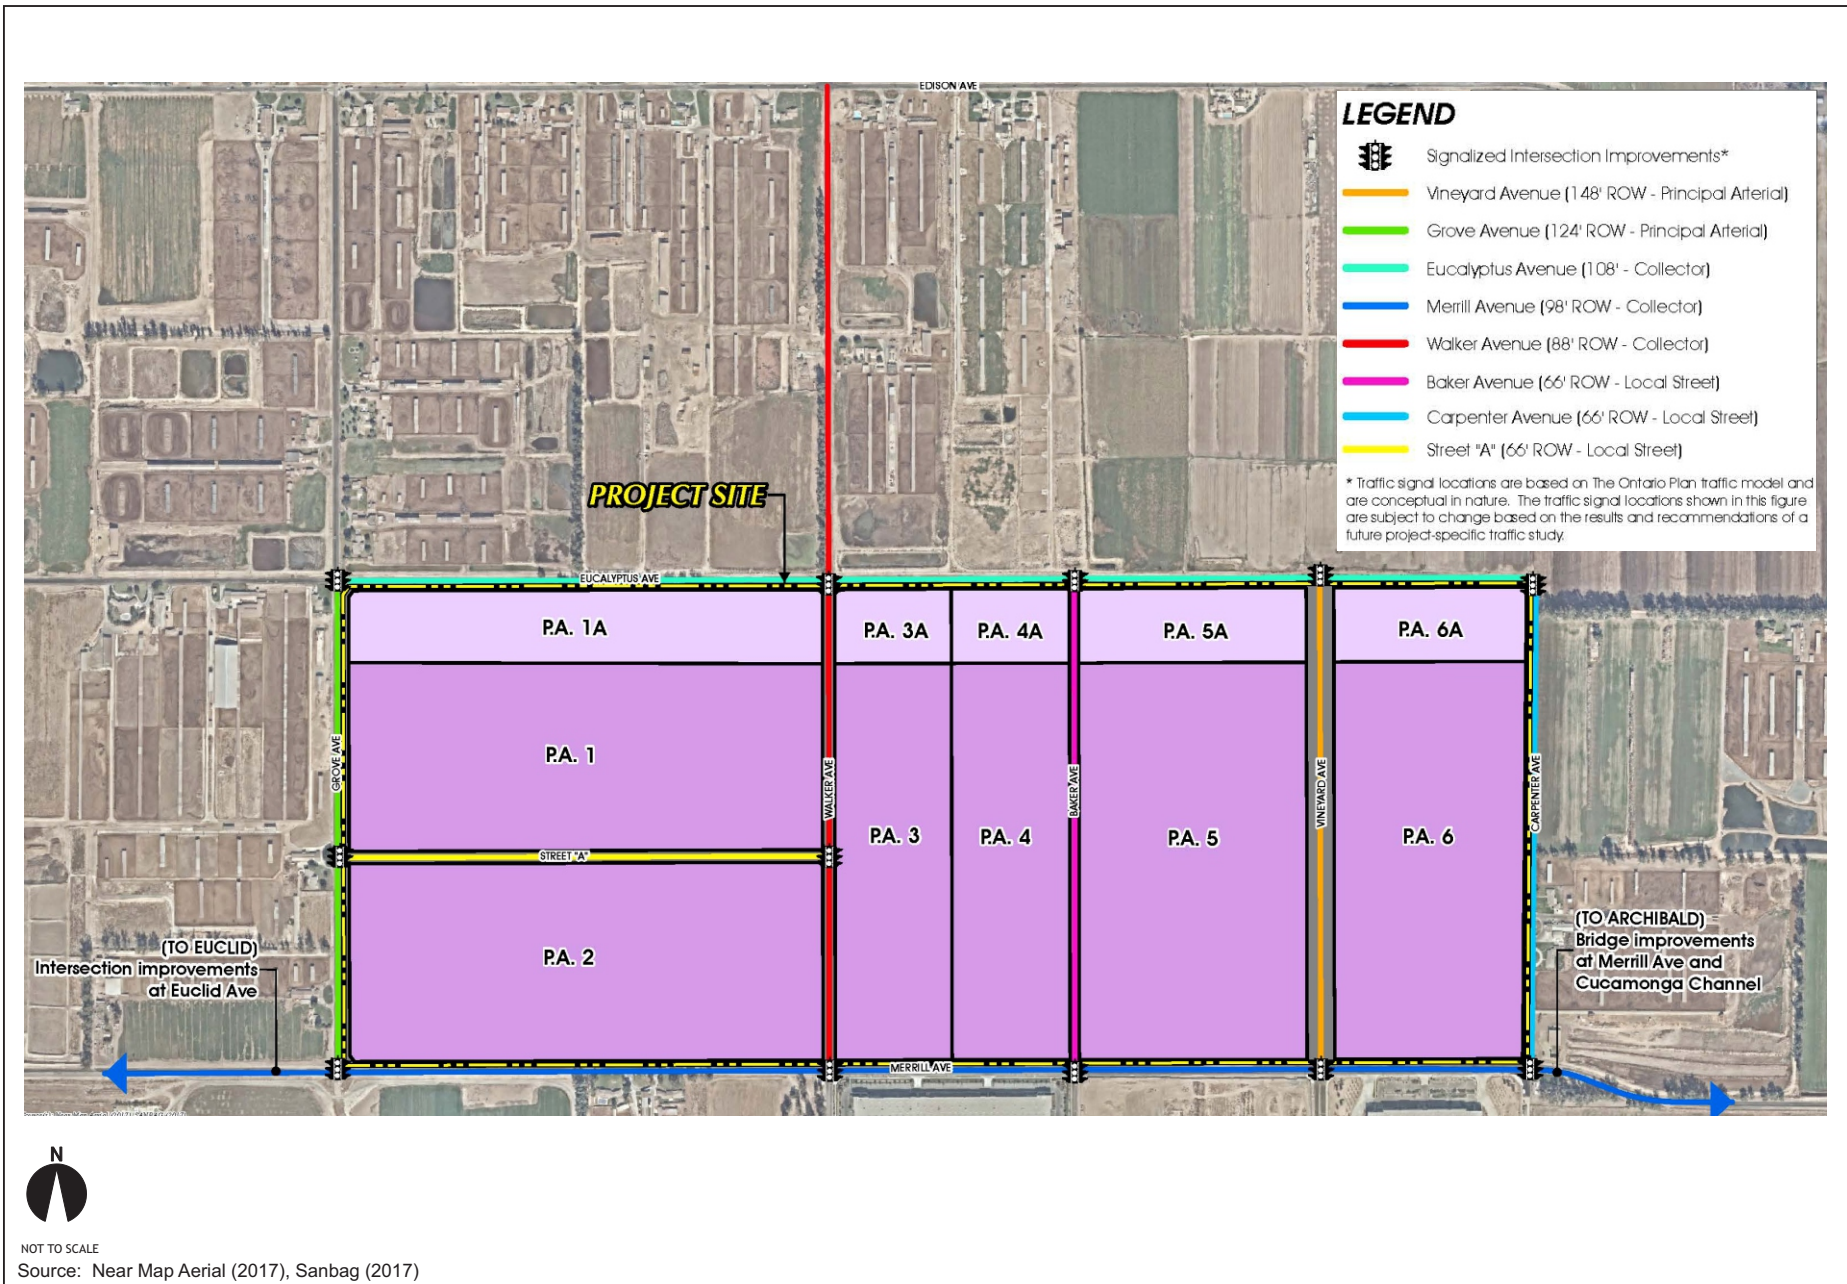 EDISON AVE
LEGEND
Signalized Intersection Improvements*
Vineyard Avenue (148' ROW - Principal Arterial)
Grove Avenue (124' ROW - Principal Arterial)
Eucalyptus Avenue (108' - Collector)
Merrill Avenue (98' ROW - Collector)
Walker Avenue (88' ROW - Collector)
Baker Avenue (66' ROW - Local Street)
Carpenter Avenue (66' ROW - Local Street)
Street "A" (66' ROW - Local Street)
* Traffic signal locations are based on The Ontario Plan traffic model and
are conceptual in nature. The traffic signal locations shown in this figure
are subject to change based on the results and recommendations of a
future project-specific traffic study.
PROJECT SITE
EUCALYPTUS AVE
P.A. 1A
P.A. 3A
P.A. 4A
P.A. 5A
P.A. 6A
GROVE AVE
P.A. 1
WALKER AVE
BAKER AVE
VINEYARD AVE
CARPENTER AVE
P.A. 3
P.A. 4
P.A. 5
P.A. 6
STREET "A"
P.A. 2
(TO EUCLID)
Intersection improvements
at Euclid Ave
(TO ARCHIBALD)
Bridge improvements
at Merrill Ave and
Cucamonga Channel
MERRILL AVE
N
NOT TO SCALE
Source: Near Map Aerial (2017), Sanbag (2017)